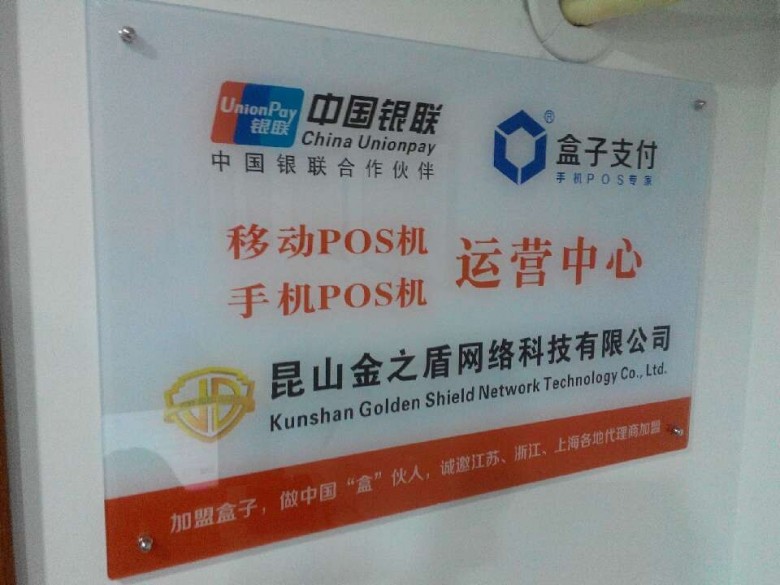 UnionPay
银联
中国银联
China Unionpay
中国银联合作伙伴
®
盒子支付
手机POS专家
移动POS机
手机POS机
运营中心
昆山金之盾网络科技有限公司
Kunshan Golden Shield Network Technology Co., Ltd.
加盟盒子，做中国“盒”伙人，诚邀江苏、浙江、上海各地代理商加盟